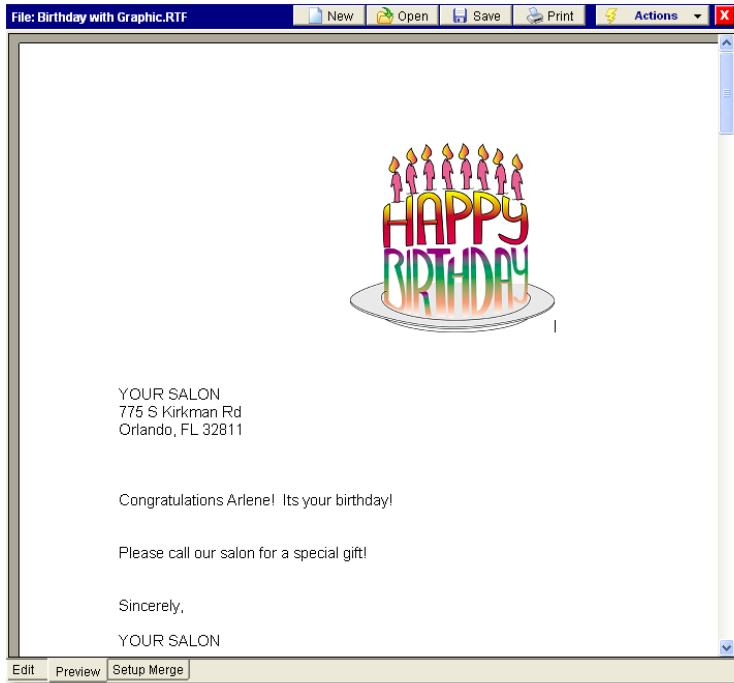 File: Birthday with Graphic.RTF New Open Save Print Actions X
HAPPY
BIRTHDAY
YOUR SALON
775 S Kirkman Rd
Orlando, FL 32811
Congratulations Arlene!  Its your birthday!
Please call our salon for a special gift!
Sincerely,
YOUR SALON
Edit Preview Setup Merge